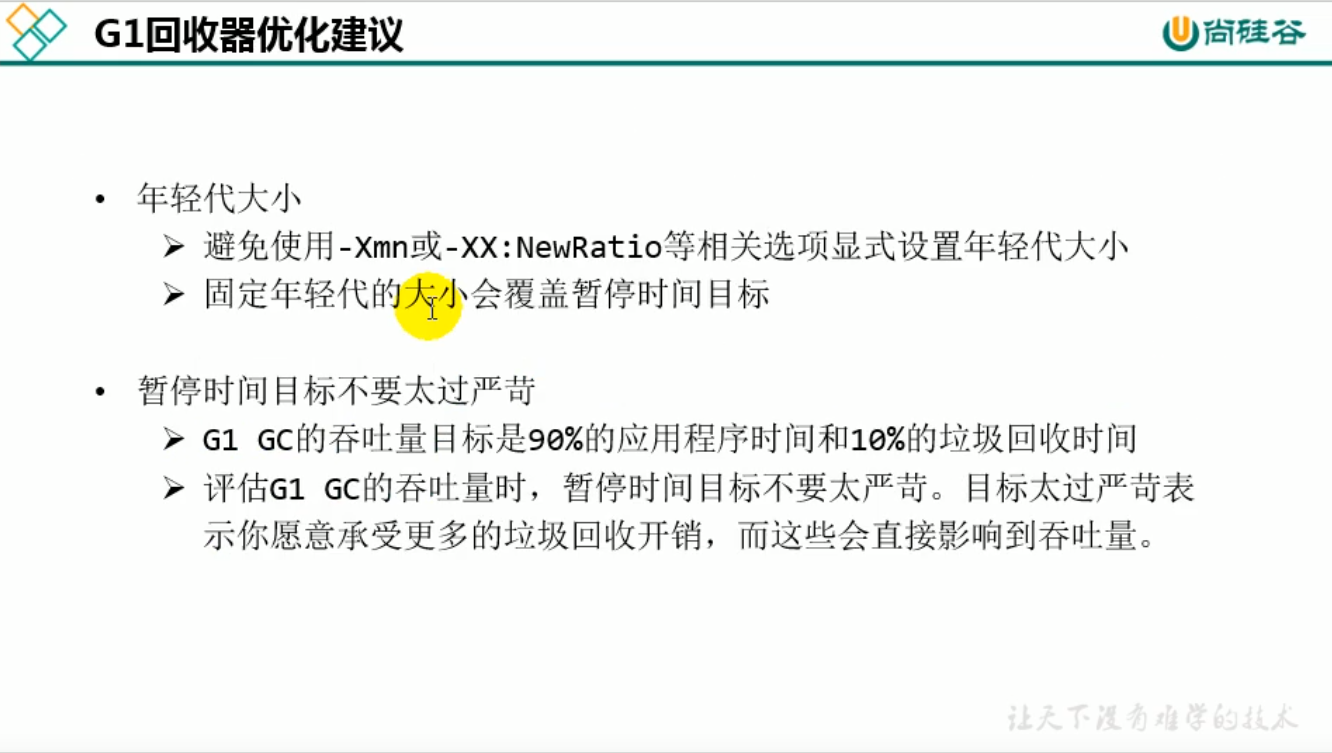 G1回收器优化建议
尚硅谷
• 年轻代大小
➢ 避免使用-Xmn或-XX:NewRatio等相关选项显式设置年轻代大小
➢ 固定年轻代的大小会覆盖暂停时间目标
• 暂停时间目标不要太过严苛
➢ G1 GC的吞吐量目标是90%的应用程序时间和10%的垃圾回收时间
➢ 评估G1 GC的吞吐量时，暂停时间目标不要太严苛。目标太过严苛表
示你愿意承受更多的垃圾回收开销，而这些会直接影响到吞吐量。
让天下没有难学的技术